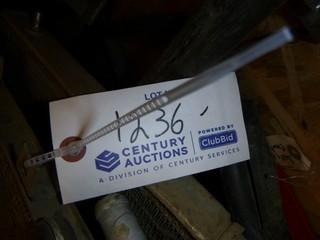 LOT
1236-
CENTURY AUCTIONS
POWERED BY
ClubBid
A DIVISION OF CENTURY SERVICES